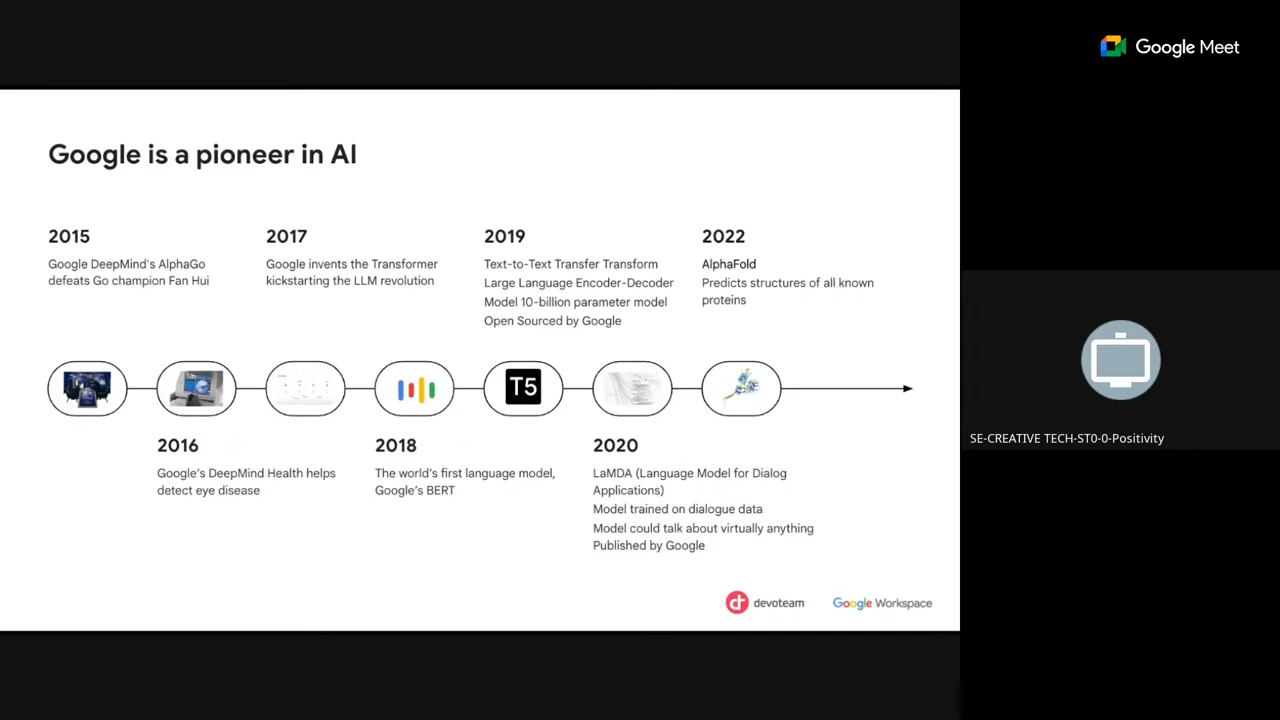 Google Meet
Google is a pioneer in AI
2015
Google DeepMind's AlphaGo
defeats Go champion Fan Hui
2017
Google invents the Transformer
kickstarting the LLM revolution
2019
Text-to-Text Transfer Transform
Large Language Encoder-Decoder
Model 10-billion parameter model
Open Sourced by Google
2022
AlphaFold
Predicts structures of all known
proteins
T5
2016
Google's DeepMind Health helps
detect eye disease
2018
The world's first language model,
Google's BERT
2020
LaMDA (Language Model for Dialog
Applications)
Model trained on dialogue data
Model could talk about virtually anything
Published by Google
devoteam
Google Workspace
SE-CREATIVE TECH-ST0-0-Positivity